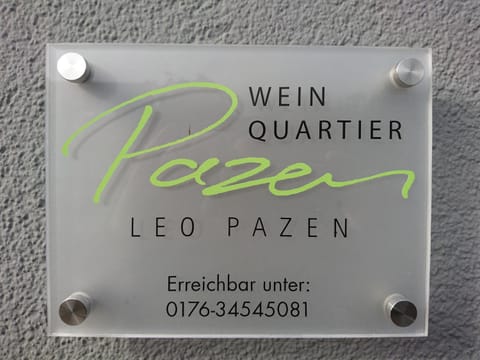 WEIN
QUARTIER
Pazen
LEO PAZEN
Erreichbar unter:
0176-34545081